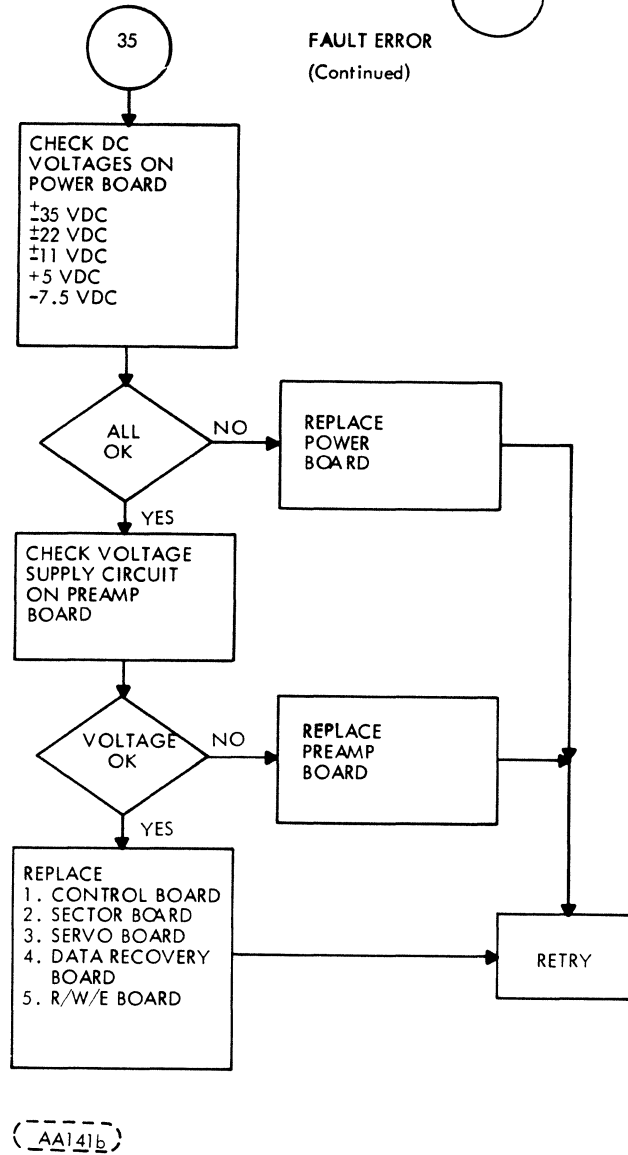 35
FAULT ERROR
(Continued)
CHECK DC
VOLTAGES ON
POWER BOARD
±35 VDC
±22 VDC
±11 VDC
+5 VDC
-7.5 VDC
ALL
OK
NO
REPLACE
POWER
BOARD
YES
CHECK VOLTAGE
SUPPLY CIRCUIT
ON PREAMP
BOARD
VOLTAGE
OK
NO
REPLACE
PREAMP
BOARD
YES
REPLACE
1. CONTROL BOARD
2. SECTOR BOARD
3. SERVO BOARD
4. DATA RECOVERY
BOARD
5. R/W/E BOARD
RETRY
AA141b